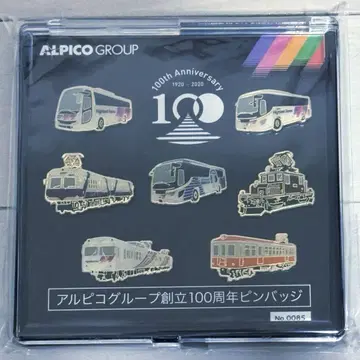 ALPICO GROUP
100th Anniversary
1920 - 2020
100
アルピコグループ創立100周年ピンバッジ
No.0085